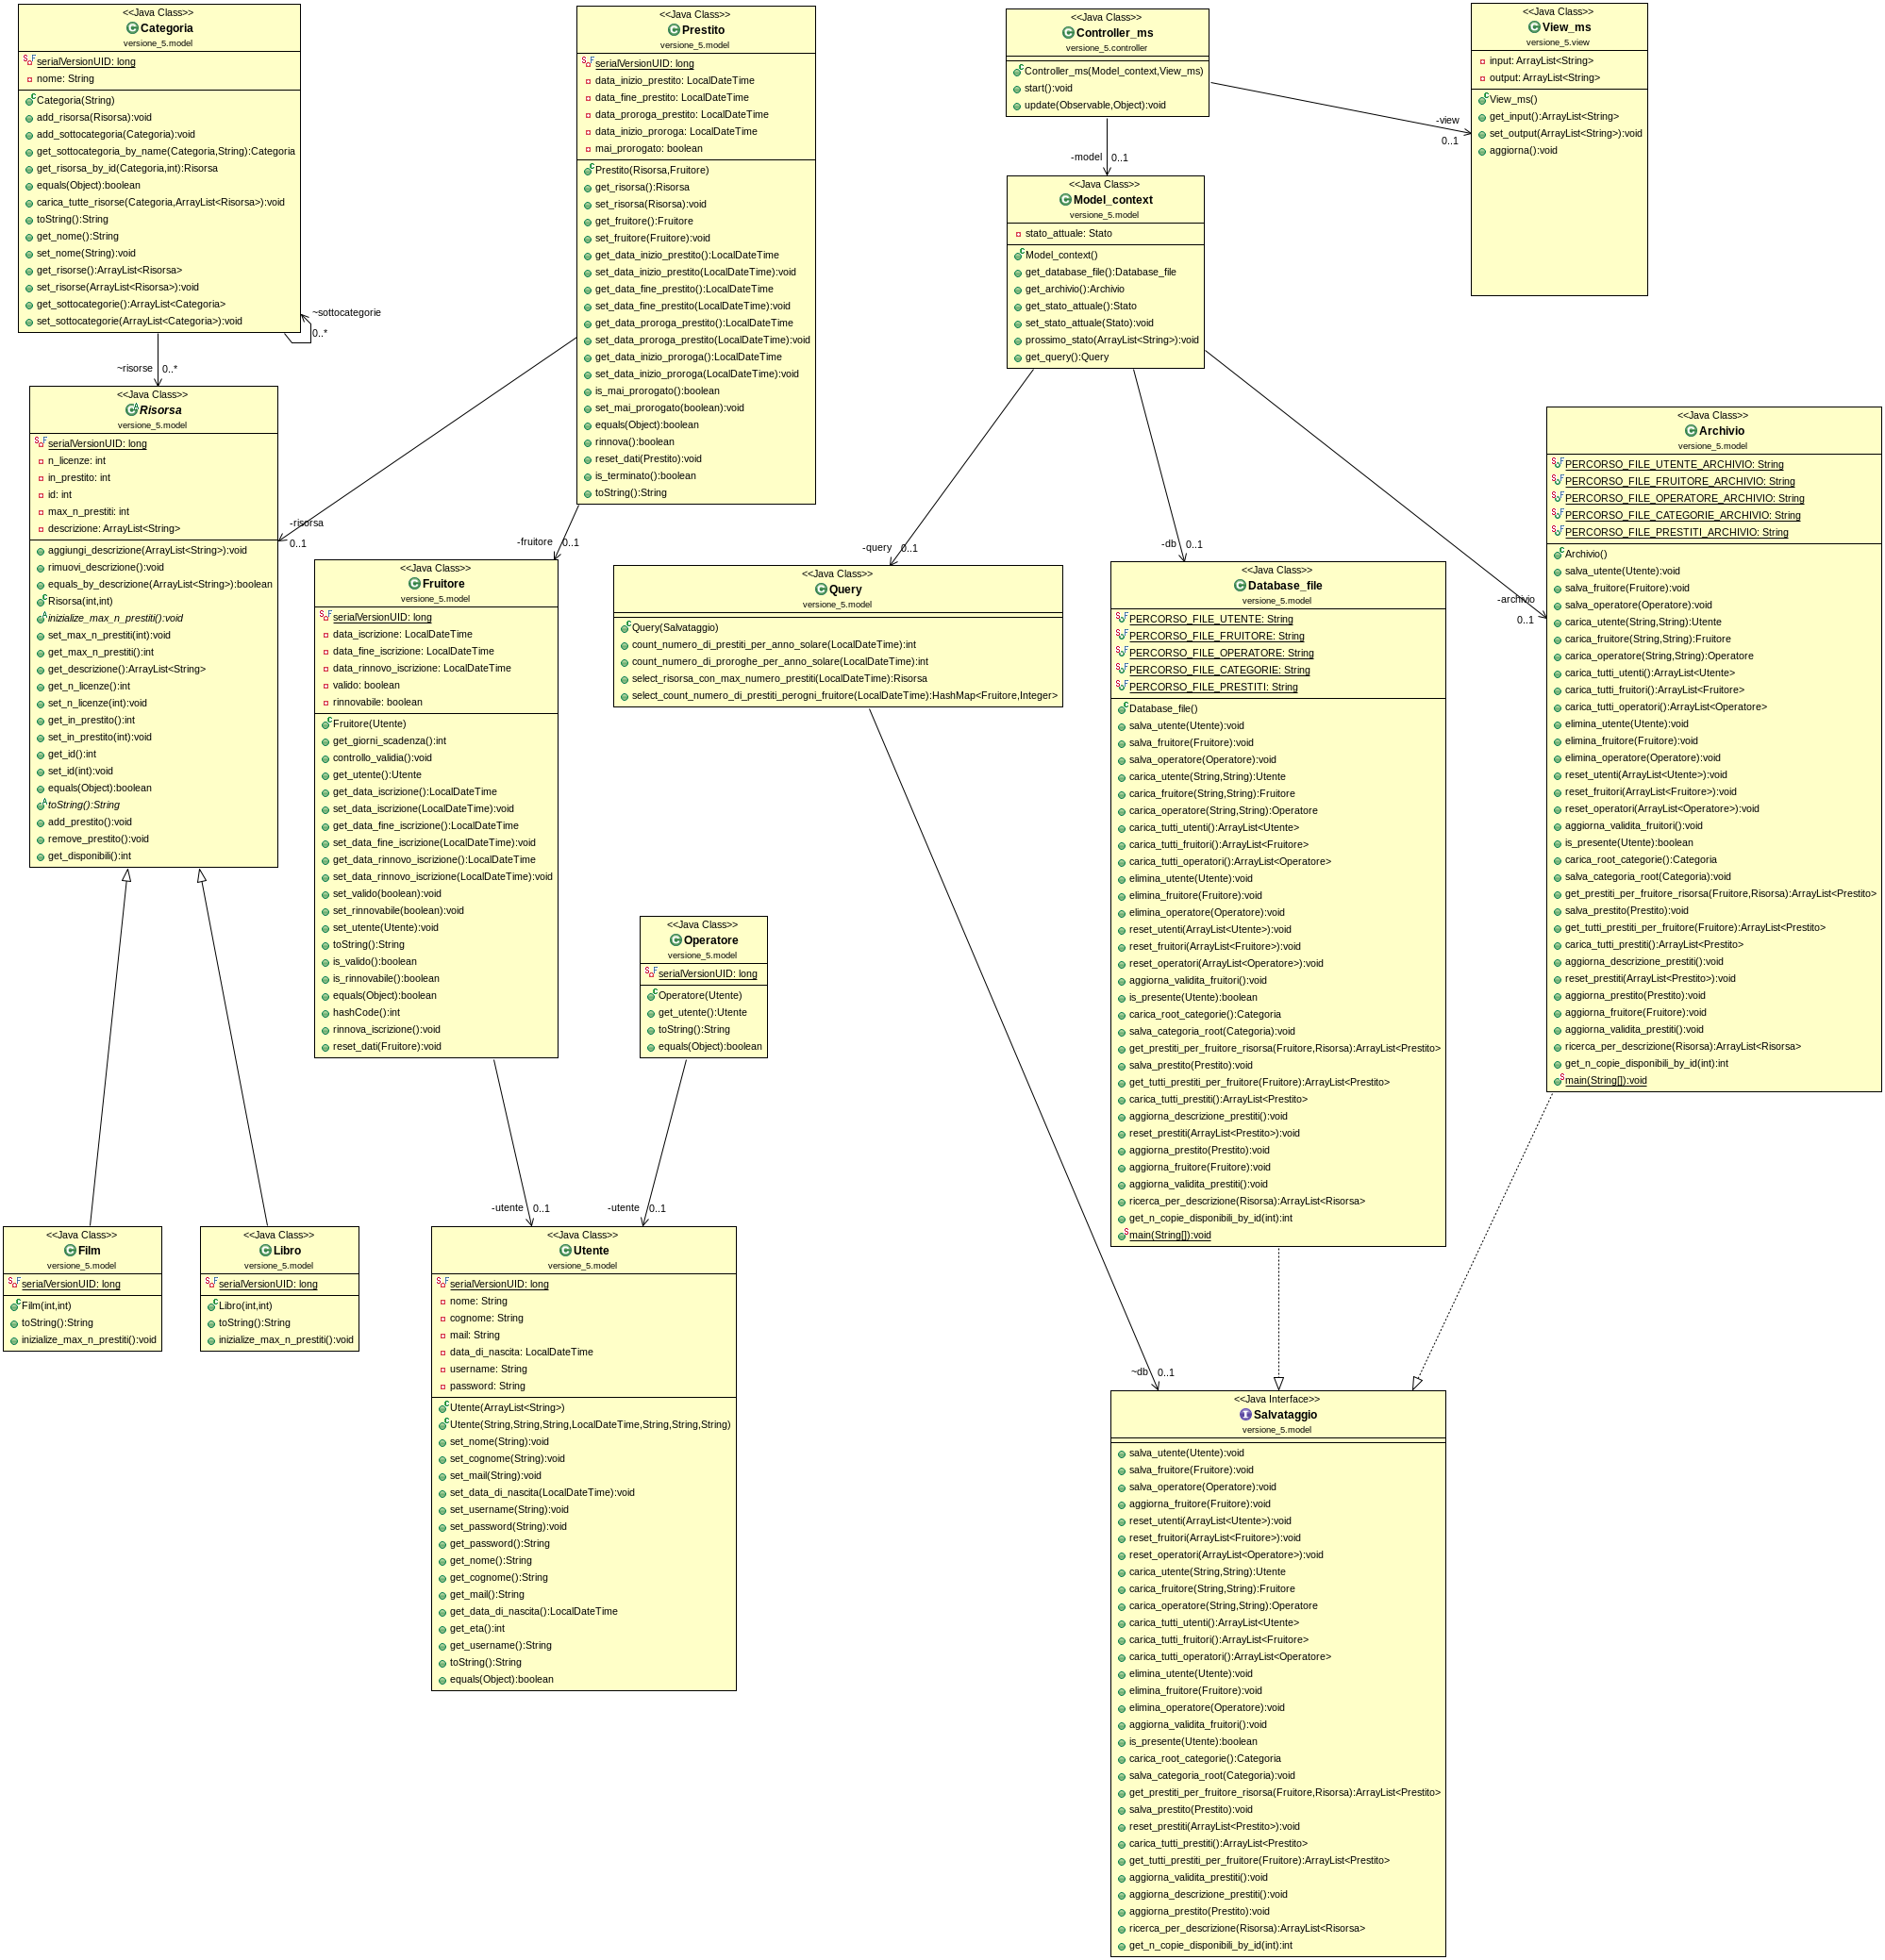 <<Java Class>>
Categoria
versione_5.model
serialVersionUID: long
nome: String
Categoria(String)
add_risorsa(Risorsa):void
add_sottocategoria(Categoria):void
get_sottocategoria_by_name(Categoria,String):Categoria
get_risorsa_by_id(Categoria,int):Risorsa
equals(Object):boolean
carica_tutte_risorse(Categoria,ArrayList<Risorsa>):void
toString():String
get_nome():String
set_nome(String):void
get_risorse():ArrayList<Risorsa>
set_risorse(ArrayList<Risorsa>):void
get_sottocategorie():ArrayList<Categoria>
set_sottocategorie(ArrayList<Categoria>):void
~sottocategorie
0..*
~risorse
0..*
<<Java Class>>
Prestito
versione_5.model
serialVersionUID: long
data_inizio_prestito: LocalDateTime
data_fine_prestito: LocalDateTime
data_proroga_prestito: LocalDateTime
data_inizio_proroga: LocalDateTime
mai_prorogato: boolean
Prestito(Risorsa,Fruitore)
get_risorsa():Risorsa
set_risorsa(Risorsa):void
get_fruitore():Fruitore
set_fruitore(Fruitore):void
get_data_inizio_prestito():LocalDateTime
set_data_inizio_prestito(LocalDateTime):void
get_data_fine_prestito():LocalDateTime
set_data_fine_prestito(LocalDateTime):void
get_data_proroga_prestito():LocalDateTime
set_data_proroga_prestito(LocalDateTime):void
get_data_inizio_proroga():LocalDateTime
set_data_inizio_proroga(LocalDateTime):void
is_mai_prorogato():boolean
set_mai_prorogato(boolean):void
equals(Object):boolean
rinnova():boolean
reset_dati(Prestito):void
is_terminato():boolean
toString():String
-risorsa
0..1
-fruitore
0..1
<<Java Class>>
Controller_ms
versione_5.controller
Controller_ms(Model_context,View_ms)
start():void
update(Observable,Object):void
-model
0..1
-view
0..1
<<Java Class>>
View_ms
versione_5.view
input: ArrayList<String>
output: ArrayList<String>
View_ms()
get_input():ArrayList<String>
set_output(ArrayList<String>):void
aggiorna():void
<<Java Class>>
Model_context
versione_5.model
stato_attuale: Stato
Model_context()
get_database_file():Database_file
get_archivio():Archivio
get_stato_attuale():Stato
set_stato_attuale(Stato):void
prossimo_stato(ArrayList<String>):void
get_query():Query
-query
0..1
-db
0..1
-archivio
0..1
<<Java Class>>
Risorsa
versione_5.model
serialVersionUID: long
n_licenze: int
in_prestito: int
id: int
max_n_prestiti: int
descrizione: ArrayList<String>
aggiungi_descrizione(ArrayList<String>):void
rimuovi_descrizione():void
equals_by_descrizione(ArrayList<String>):boolean
Risorsa(int,int)
inizialize_max_n_prestiti():void
set_max_n_prestiti(int):void
get_max_n_prestiti():int
get_descrizione():ArrayList<String>
get_n_licenze():int
set_n_licenze(int):void
get_in_prestito():int
set_in_prestito(int):void
get_id():int
set_id(int):void
equals(Object):boolean
toString():String
add_prestito():void
remove_prestito():void
get_disponibili():int
<<Java Class>>
Fruitore
versione_5.model
serialVersionUID: long
data_iscrizione: LocalDateTime
data_fine_iscrizione: LocalDateTime
data_rinnovo_iscrizione: LocalDateTime
valido: boolean
rinnovabile: boolean
Fruitore(Utente)
get_giorni_scadenza():int
controllo_validia():void
get_utente():Utente
get_data_iscrizione():LocalDateTime
set_data_iscrizione(LocalDateTime):void
get_data_fine_iscrizione():LocalDateTime
set_data_fine_iscrizione(LocalDateTime):void
get_data_rinnovo_iscrizione():LocalDateTime
set_data_rinnovo_iscrizione(LocalDateTime):void
set_valido(boolean):void
set_rinnovabile(boolean):void
set_utente(Utente):void
toString():String
is_valido():boolean
is_rinnovabile():boolean
equals(Object):boolean
hashCode():int
rinnova_iscrizione():void
reset_dati(Fruitore):void
-utente
0..1
<<Java Class>>
Query
versione_5.model
Query(Salvataggio)
count_numero_di_prestiti_per_anno_solare(LocalDateTime):int
count_numero_di_proroghe_per_anno_solare(LocalDateTime):int
select_risorsa_con_max_numero_prestiti(LocalDateTime):Risorsa
select_count_numero_di_prestiti_perogni_fruitore(LocalDateTime):HashMap<Fruitore,Integer>
~db
0..1
<<Java Class>>
Operatore
versione_5.model
serialVersionUID: long
Operatore(Utente)
get_utente():Utente
toString():String
equals(Object):boolean
-utente
0..1
<<Java Class>>
Database_file
versione_5.model
PERCORSO_FILE_UTENTE: String
PERCORSO_FILE_FRUITORE: String
PERCORSO_FILE_OPERATORE: String
PERCORSO_FILE_CATEGORIE: String
PERCORSO_FILE_PRESTITI: String
Database_file()
salva_utente(Utente):void
salva_fruitore(Fruitore):void
salva_operatore(Operatore):void
carica_utente(String,String):Utente
carica_fruitore(String,String):Fruitore
carica_operatore(String,String):Operatore
carica_tutti_utenti():ArrayList<Utente>
carica_tutti_fruitori():ArrayList<Fruitore>
carica_tutti_operatori():ArrayList<Operatore>
elimina_utente(Utente):void
elimina_fruitore(Fruitore):void
elimina_operatore(Operatore):void
reset_utenti(ArrayList<Utente>):void
reset_fruitori(ArrayList<Fruitore>):void
reset_operatori(ArrayList<Operatore>):void
aggiorna_validita_fruitori():void
is_presente(Utente):boolean
carica_root_categorie():Categoria
salva_categoria_root(Categoria):void
get_prestiti_per_fruitore_risorsa(Fruitore,Risorsa):ArrayList<Prestito>
salva_prestito(Prestito):void
get_tutti_prestiti_per_fruitore(Fruitore):ArrayList<Prestito>
carica_tutti_prestiti():ArrayList<Prestito>
aggiorna_descrizione_prestiti():void
reset_prestiti(ArrayList<Prestito>):void
aggiorna_prestito(Prestito):void
aggiorna_fruitore(Fruitore):void
aggiorna_validita_prestiti():void
ricerca_per_descrizione(Risorsa):ArrayList<Risorsa>
get_n_copie_disponibili_by_id(int):int
main(String[]):void
<<Java Class>>
Archivio
versione_5.model
PERCORSO_FILE_UTENTE_ARCHIVIO: String
PERCORSO_FILE_FRUITORE_ARCHIVIO: String
PERCORSO_FILE_OPERATORE_ARCHIVIO: String
PERCORSO_FILE_CATEGORIE_ARCHIVIO: String
PERCORSO_FILE_PRESTITI_ARCHIVIO: String
Archivio()
salva_utente(Utente):void
salva_fruitore(Fruitore):void
salva_operatore(Operatore):void
carica_utente(String,String):Utente
carica_fruitore(String,String):Fruitore
carica_operatore(String,String):Operatore
carica_tutti_utenti():ArrayList<Utente>
carica_tutti_fruitori():ArrayList<Fruitore>
carica_tutti_operatori():ArrayList<Operatore>
elimina_utente(Utente):void
elimina_fruitore(Fruitore):void
elimina_operatore(Operatore):void
reset_utenti(ArrayList<Utente>):void
reset_fruitori(ArrayList<Fruitore>):void
reset_operatori(ArrayList<Operatore>):void
aggiorna_validita_fruitori():void
is_presente(Utente):boolean
carica_root_categorie():Categoria
salva_categoria_root(Categoria):void
get_prestiti_per_fruitore_risorsa(Fruitore,Risorsa):ArrayList<Prestito>
salva_prestito(Prestito):void
get_tutti_prestiti_per_fruitore(Fruitore):ArrayList<Prestito>
carica_tutti_prestiti():ArrayList<Prestito>
aggiorna_descrizione_prestiti():void
reset_prestiti(ArrayList<Prestito>):void
aggiorna_prestito(Prestito):void
aggiorna_fruitore(Fruitore):void
aggiorna_validita_prestiti():void
ricerca_per_descrizione(Risorsa):ArrayList<Risorsa>
get_n_copie_disponibili_by_id(int):int
main(String[]):void
<<Java Class>>
Film
versione_5.model
serialVersionUID: long
Film(int,int)
toString():String
inizialize_max_n_prestiti():void
<<Java Class>>
Libro
versione_5.model
serialVersionUID: long
Libro(int,int)
toString():String
inizialize_max_n_prestiti():void
<<Java Class>>
Utente
versione_5.model
serialVersionUID: long
nome: String
cognome: String
mail: String
data_di_nascita: LocalDateTime
username: String
password: String
Utente(ArrayList<String>)
Utente(String,String,String,LocalDateTime,String,String,String)
set_nome(String):void
set_cognome(String):void
set_mail(String):void
set_data_di_nascita(LocalDateTime):void
set_username(String):void
set_password(String):void
get_password():String
get_nome():String
get_cognome():String
get_mail():String
get_data_di_nascita():LocalDateTime
get_eta():int
get_username():String
toString():String
equals(Object):boolean
<<Java Interface>>
Salvataggio
versione_5.model
salva_utente(Utente):void
salva_fruitore(Fruitore):void
salva_operatore(Operatore):void
aggiorna_fruitore(Fruitore):void
reset_utenti(ArrayList<Utente>):void
reset_fruitori(ArrayList<Fruitore>):void
reset_operatori(ArrayList<Operatore>):void
carica_utente(String,String):Utente
carica_fruitore(String,String):Fruitore
carica_operatore(String,String):Operatore
carica_tutti_utenti():ArrayList<Utente>
carica_tutti_fruitori():ArrayList<Fruitore>
carica_tutti_operatori():ArrayList<Operatore>
elimina_utente(Utente):void
elimina_fruitore(Fruitore):void
elimina_operatore(Operatore):void
aggiorna_validita_fruitori():void
is_presente(Utente):boolean
carica_root_categorie():Categoria
salva_categoria_root(Categoria):void
get_prestiti_per_fruitore_risorsa(Fruitore,Risorsa):ArrayList<Prestito>
salva_prestito(Prestito):void
reset_prestiti(ArrayList<Prestito>):void
carica_tutti_prestiti():ArrayList<Prestito>
get_tutti_prestiti_per_fruitore(Fruitore):ArrayList<Prestito>
aggiorna_validita_prestiti():void
aggiorna_descrizione_prestiti():void
aggiorna_prestito(Prestito):void
ricerca_per_descrizione(Risorsa):ArrayList<Risorsa>
get_n_copie_disponibili_by_id(int):int